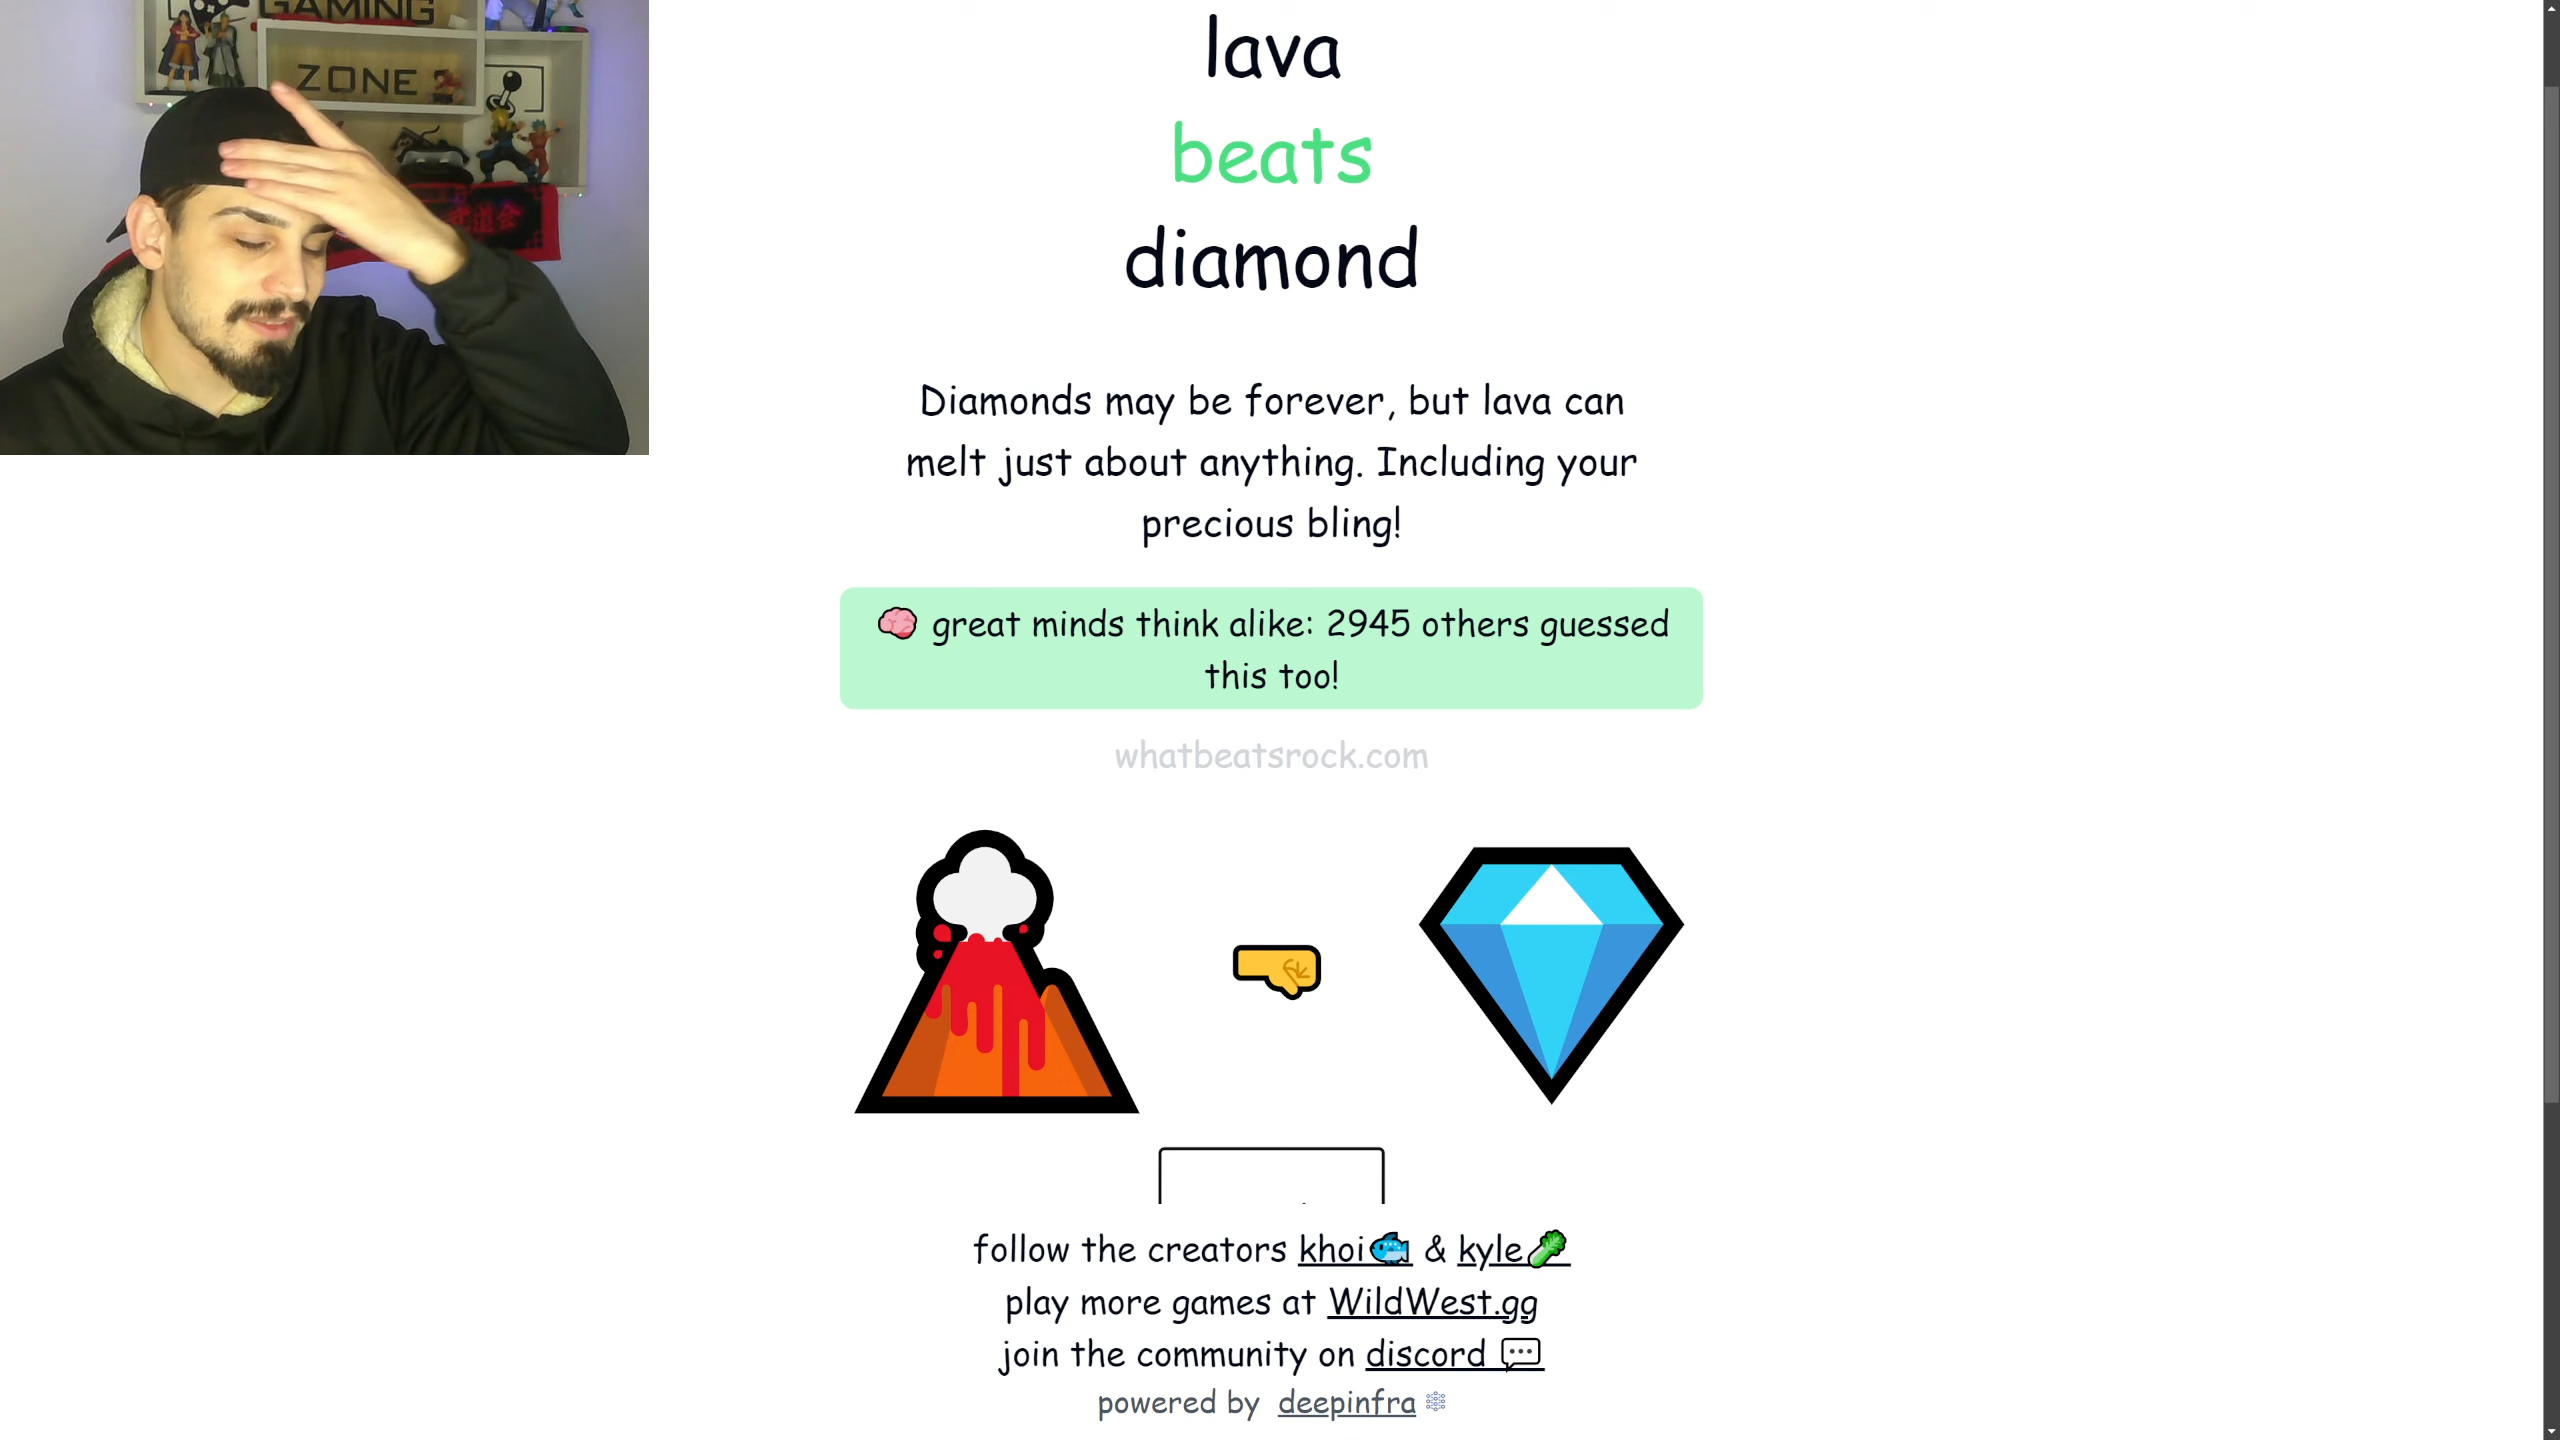 GAMING
ZONE
lava
beats
diamond
Diamonds may be forever, but lava can
melt just about anything. Including your
precious bling!
🧠 great minds think alike: 2945 others guessed
this too!
whatbeatsrock.com
follow the creators khoi🐟 & kyle🥬
play more games at WildWest.gg
join the community on discord 💬
powered by deepinfra